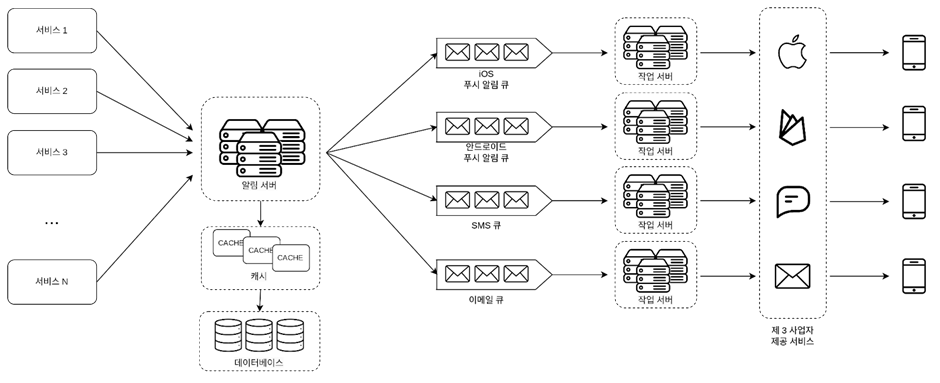 서비스 1
서비스 2
서비스 3
...
서비스 N
알림 서버
CACHE
CACHE
CACHE
캐시
데이터베이스
iOS
푸시 알림 큐
안드로이드
푸시 알림 큐
SMS 큐
이메일 큐
작업 서버
작업 서버
작업 서버
작업 서버
제 3 사업자
제공 서비스